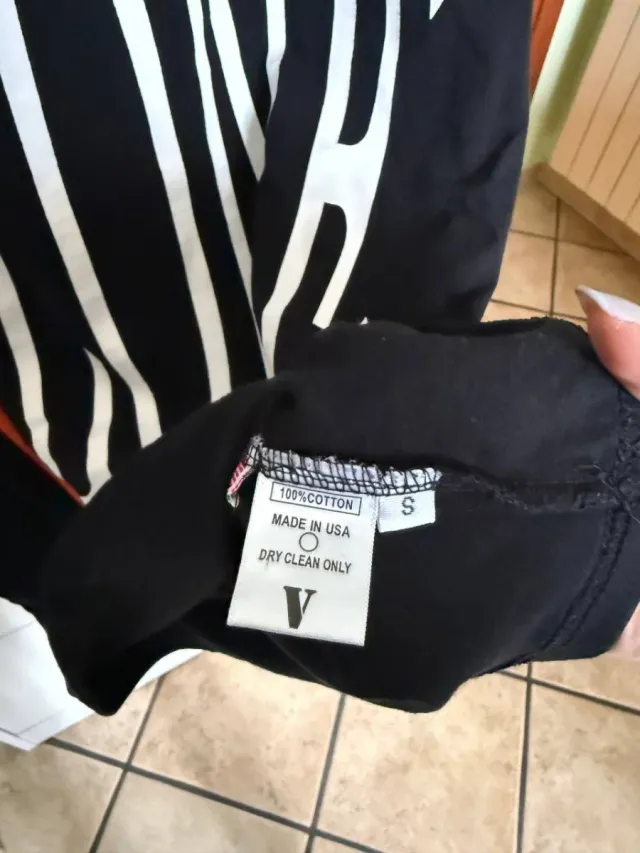 100%COTTON
S
MADE IN USA
DRY CLEAN ONLY
V